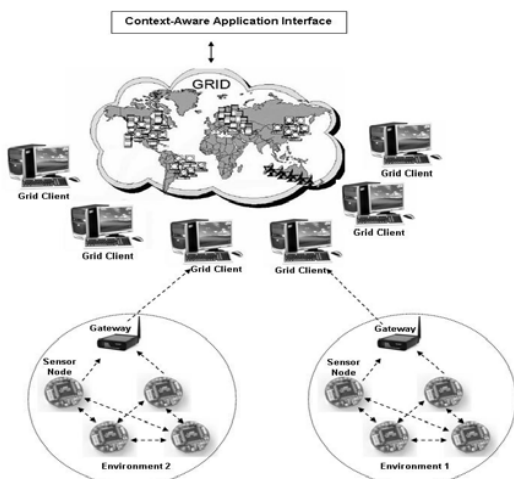 Context-Aware Application Interface
GRID
Grid Client
Grid Client
Grid Client
Grid Client
Grid Client
Grid Client
Gateway
Gateway
Sensor
Node
Sensor
Node
Environment 2
Environment 1